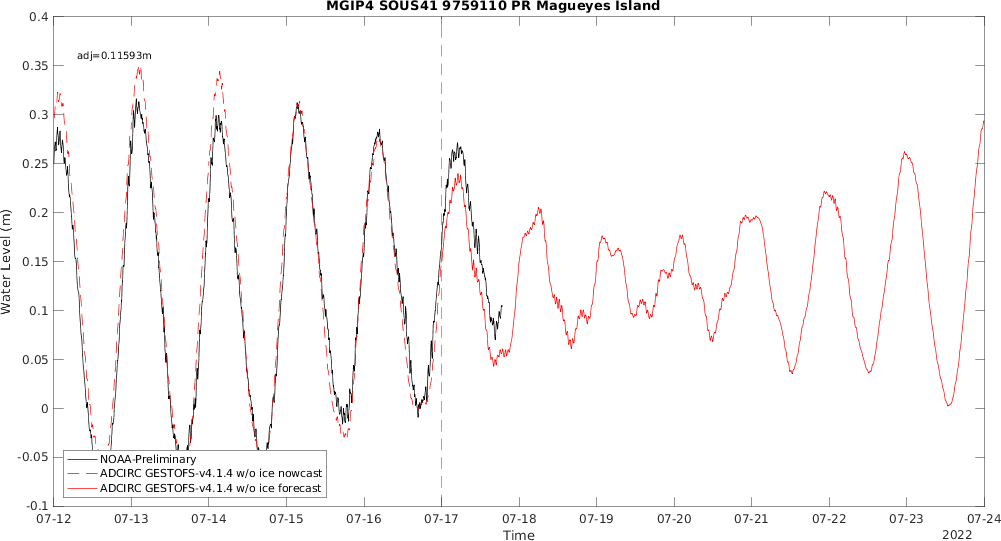 MGIP4 SOUS41 9759110 PR Magueyes Island
adj=0.11593m
0.4
0.35
0.3
0.25
0.2
0.15
0.1
0.05
0
-0.05
-0.1
Water Level (m)
NOAA-Preliminary
ADCIRC GESTOFS-v4.1.4 w/o ice nowcast
ADCIRC GESTOFS-v4.1.4 w/o ice forecast
07-12 07-13 07-14 07-15 07-16 07-17 07-18 07-19 07-20 07-21 07-22 07-23 07-24
Time
2022